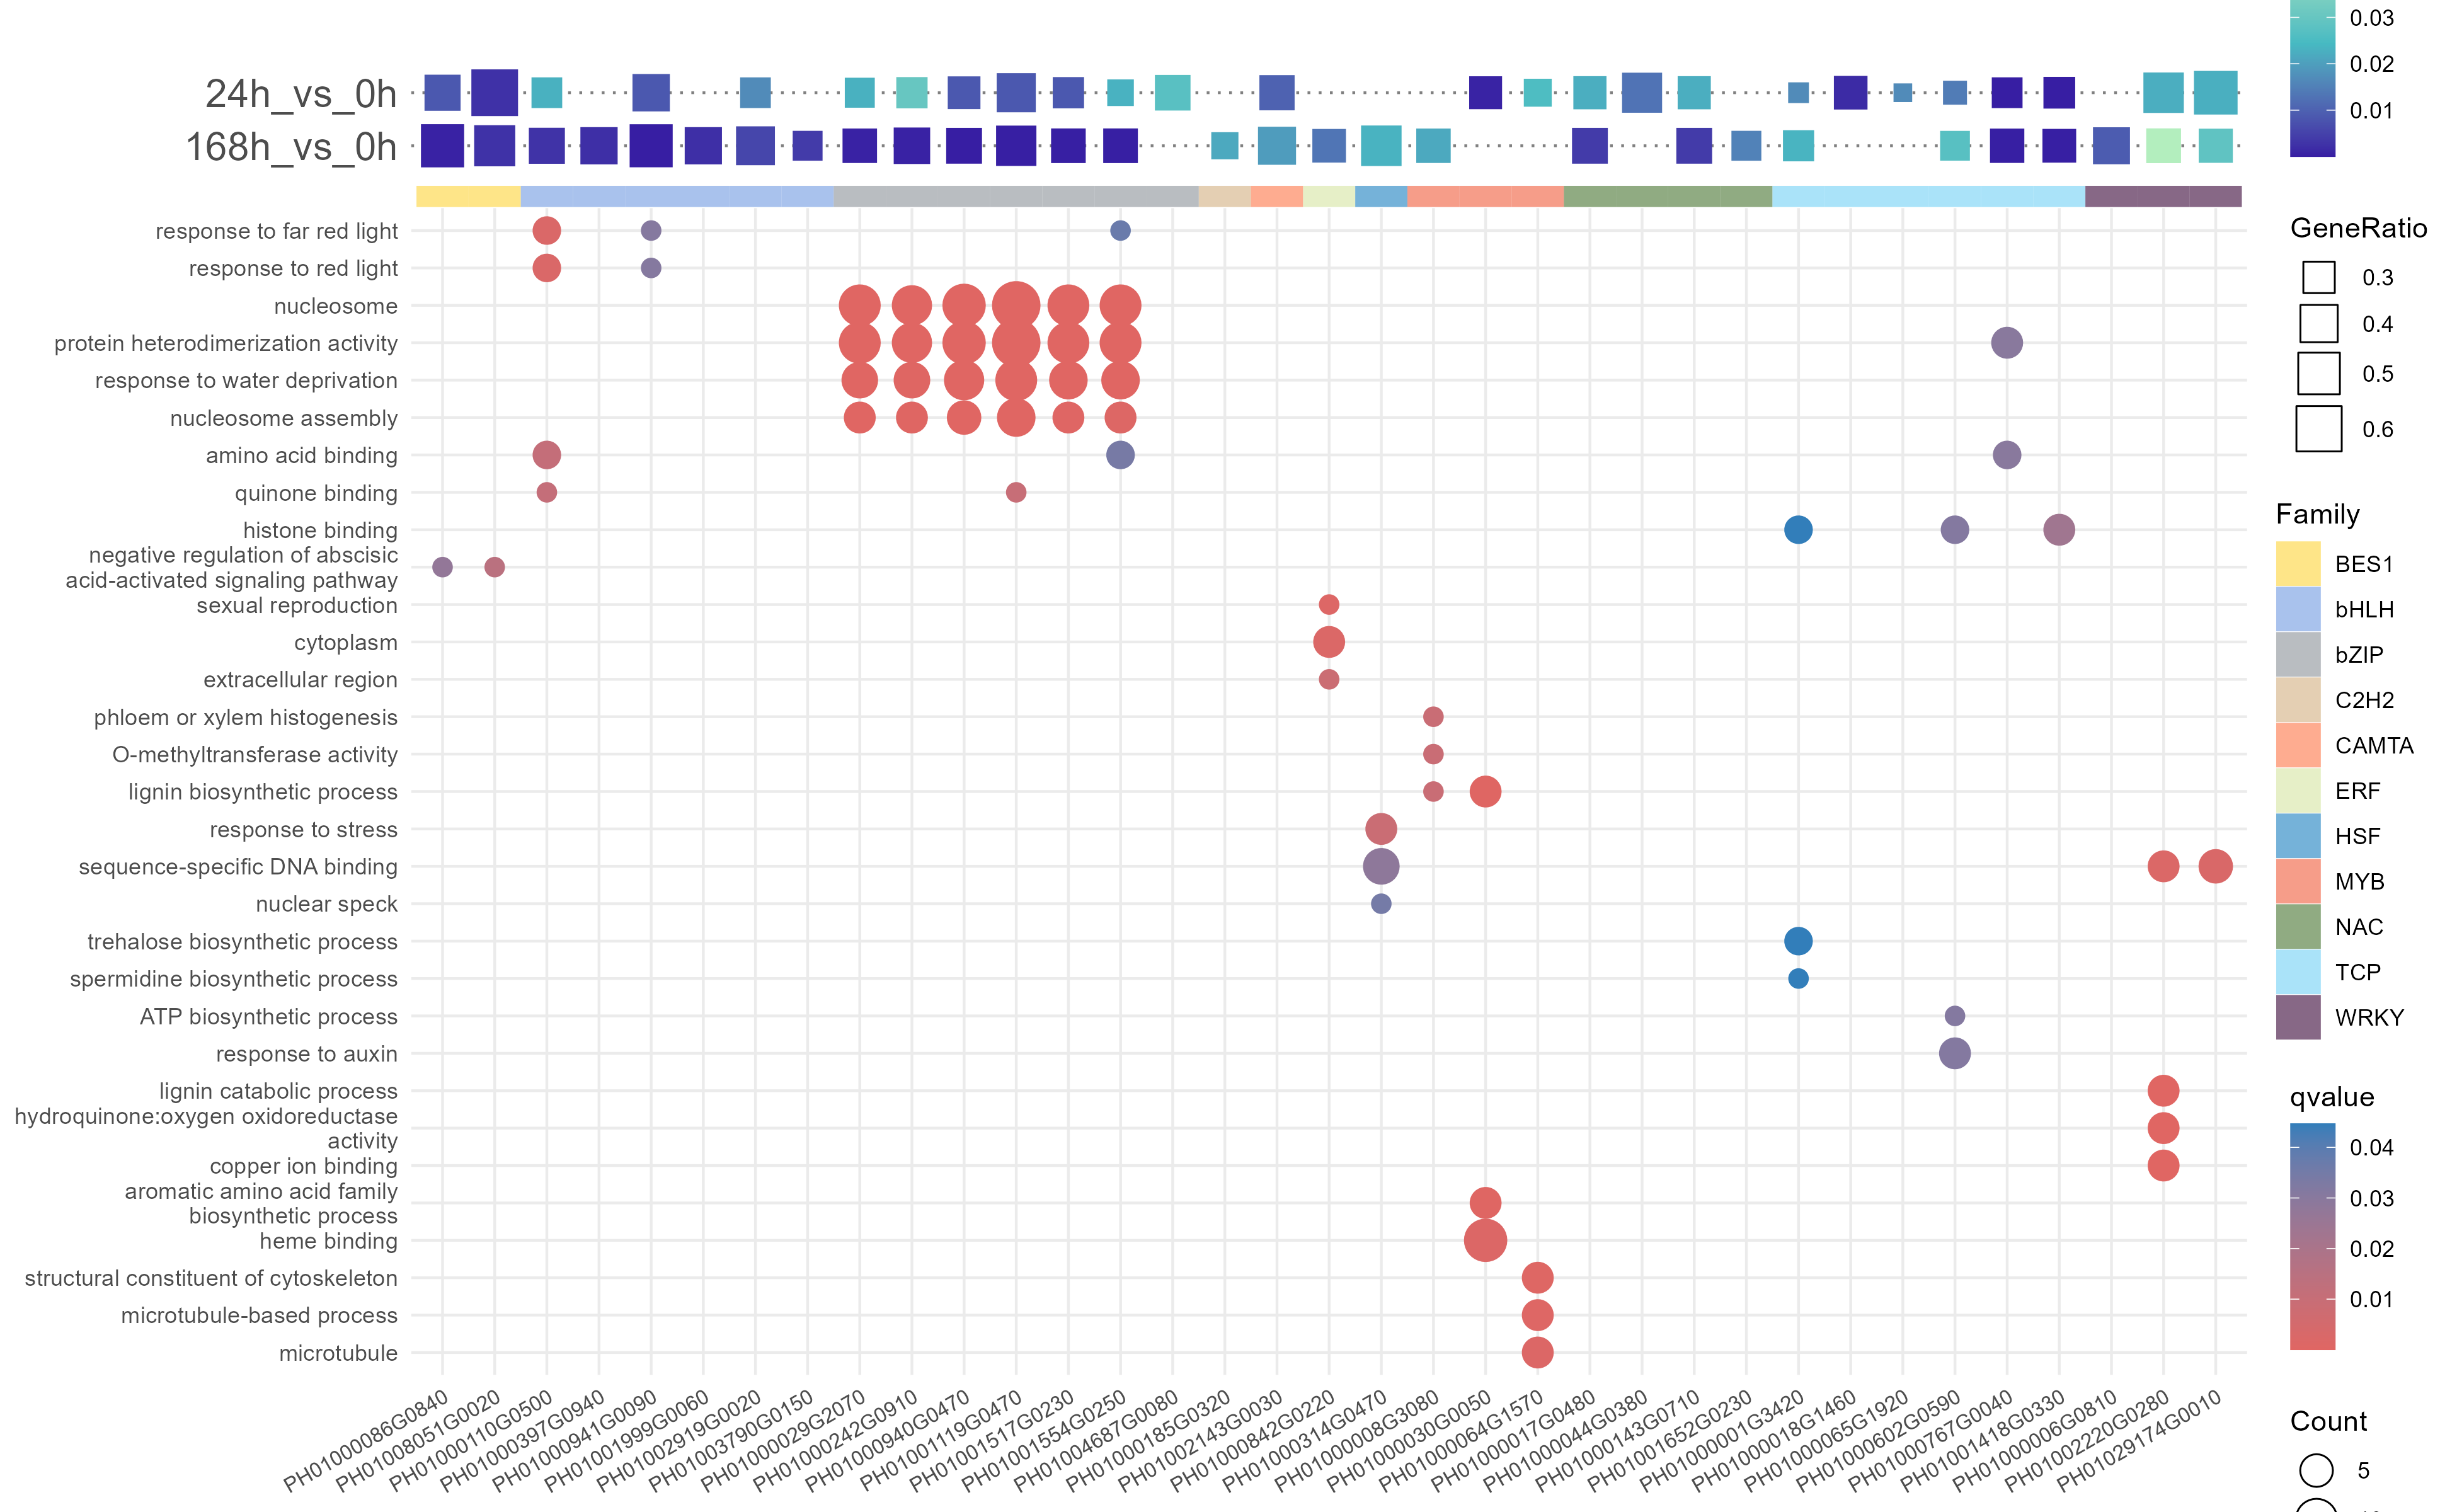 24h_vs_0h
168h_vs_0h
response to far red light
response to red light
nucleosome
protein heterodimerization activity
response to water deprivation
nucleosome assembly
amino acid binding
quinone binding
histone binding
negative regulation of abscisic
acid-activated signaling pathway
sexual reproduction
cytoplasm
extracellular region
phloem or xylem histogenesis
O-methyltransferase activity
lignin biosynthetic process
response to stress
sequence-specific DNA binding
nuclear speck
trehalose biosynthetic process
spermidine biosynthetic process
ATP biosynthetic process
response to auxin
lignin catabolic process
hydroquinone:oxygen oxidoreductase
activity
copper ion binding
aromatic amino acid family
biosynthetic process
heme binding
structural constituent of cytoskeleton
microtubule-based process
microtubule
PH01000086G0840
PH01008051G0020
PH01000110G0500
PH01000397G0940
PH01000941G0090
PH01001999G0060
PH01002919G0020
PH01003790G0150
PH01000029G2070
PH01000242G0910
PH01000940G0470
PH01001119G0470
PH01001517G0230
PH01001554G0250
PH01004687G0080
PH01000185G0320
PH01002143G0030
PH01000842G0220
PH01000314G0470
PH01000008G3080
PH01000030G0050
PH01000064G1570
PH01000017G0480
PH01000044G0380
PH01000143G0710
PH01001652G0230
PH01000001G3420
PH01000018G1460
PH01000065G1920
PH01000602G0590
PH01000767G0040
PH01001418G0330
PH01000006G0810
PH01002220G0280
PH01029174G0010
0.03
0.02
0.01
GeneRatio
0.3
0.4
0.5
0.6
Family
BES1
bHLH
bZIP
C2H2
CAMTA
ERF
HSF
MYB
NAC
TCP
WRKY
qvalue
0.04
0.03
0.02
0.01
Count
5